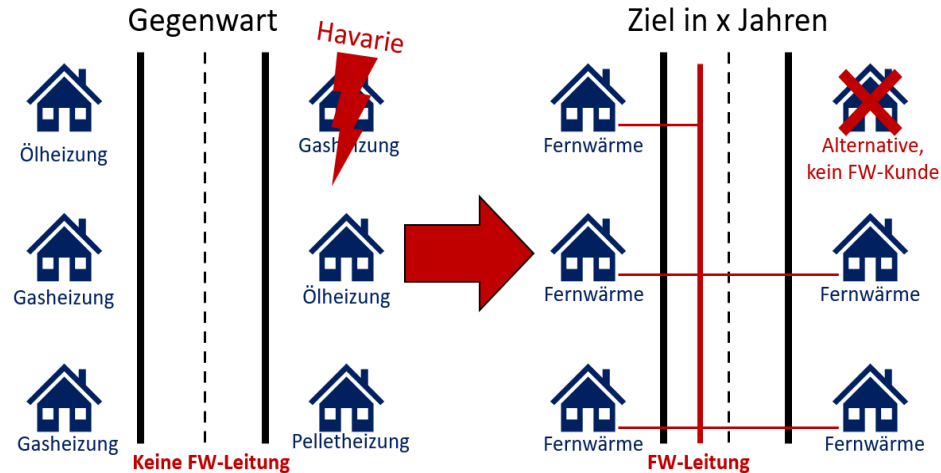 Gegenwart
Havarie
Ölheizung
Gasheizung
Gasheizung
Ölheizung
Gasheizung
Pelletheizung
Keine FW-Leitung
Ziel in x Jahren
Fernwärme
Alternative,
kein FW-Kunde
Fernwärme
Fernwärme
Fernwärme
Fernwärme
FW-Leitung